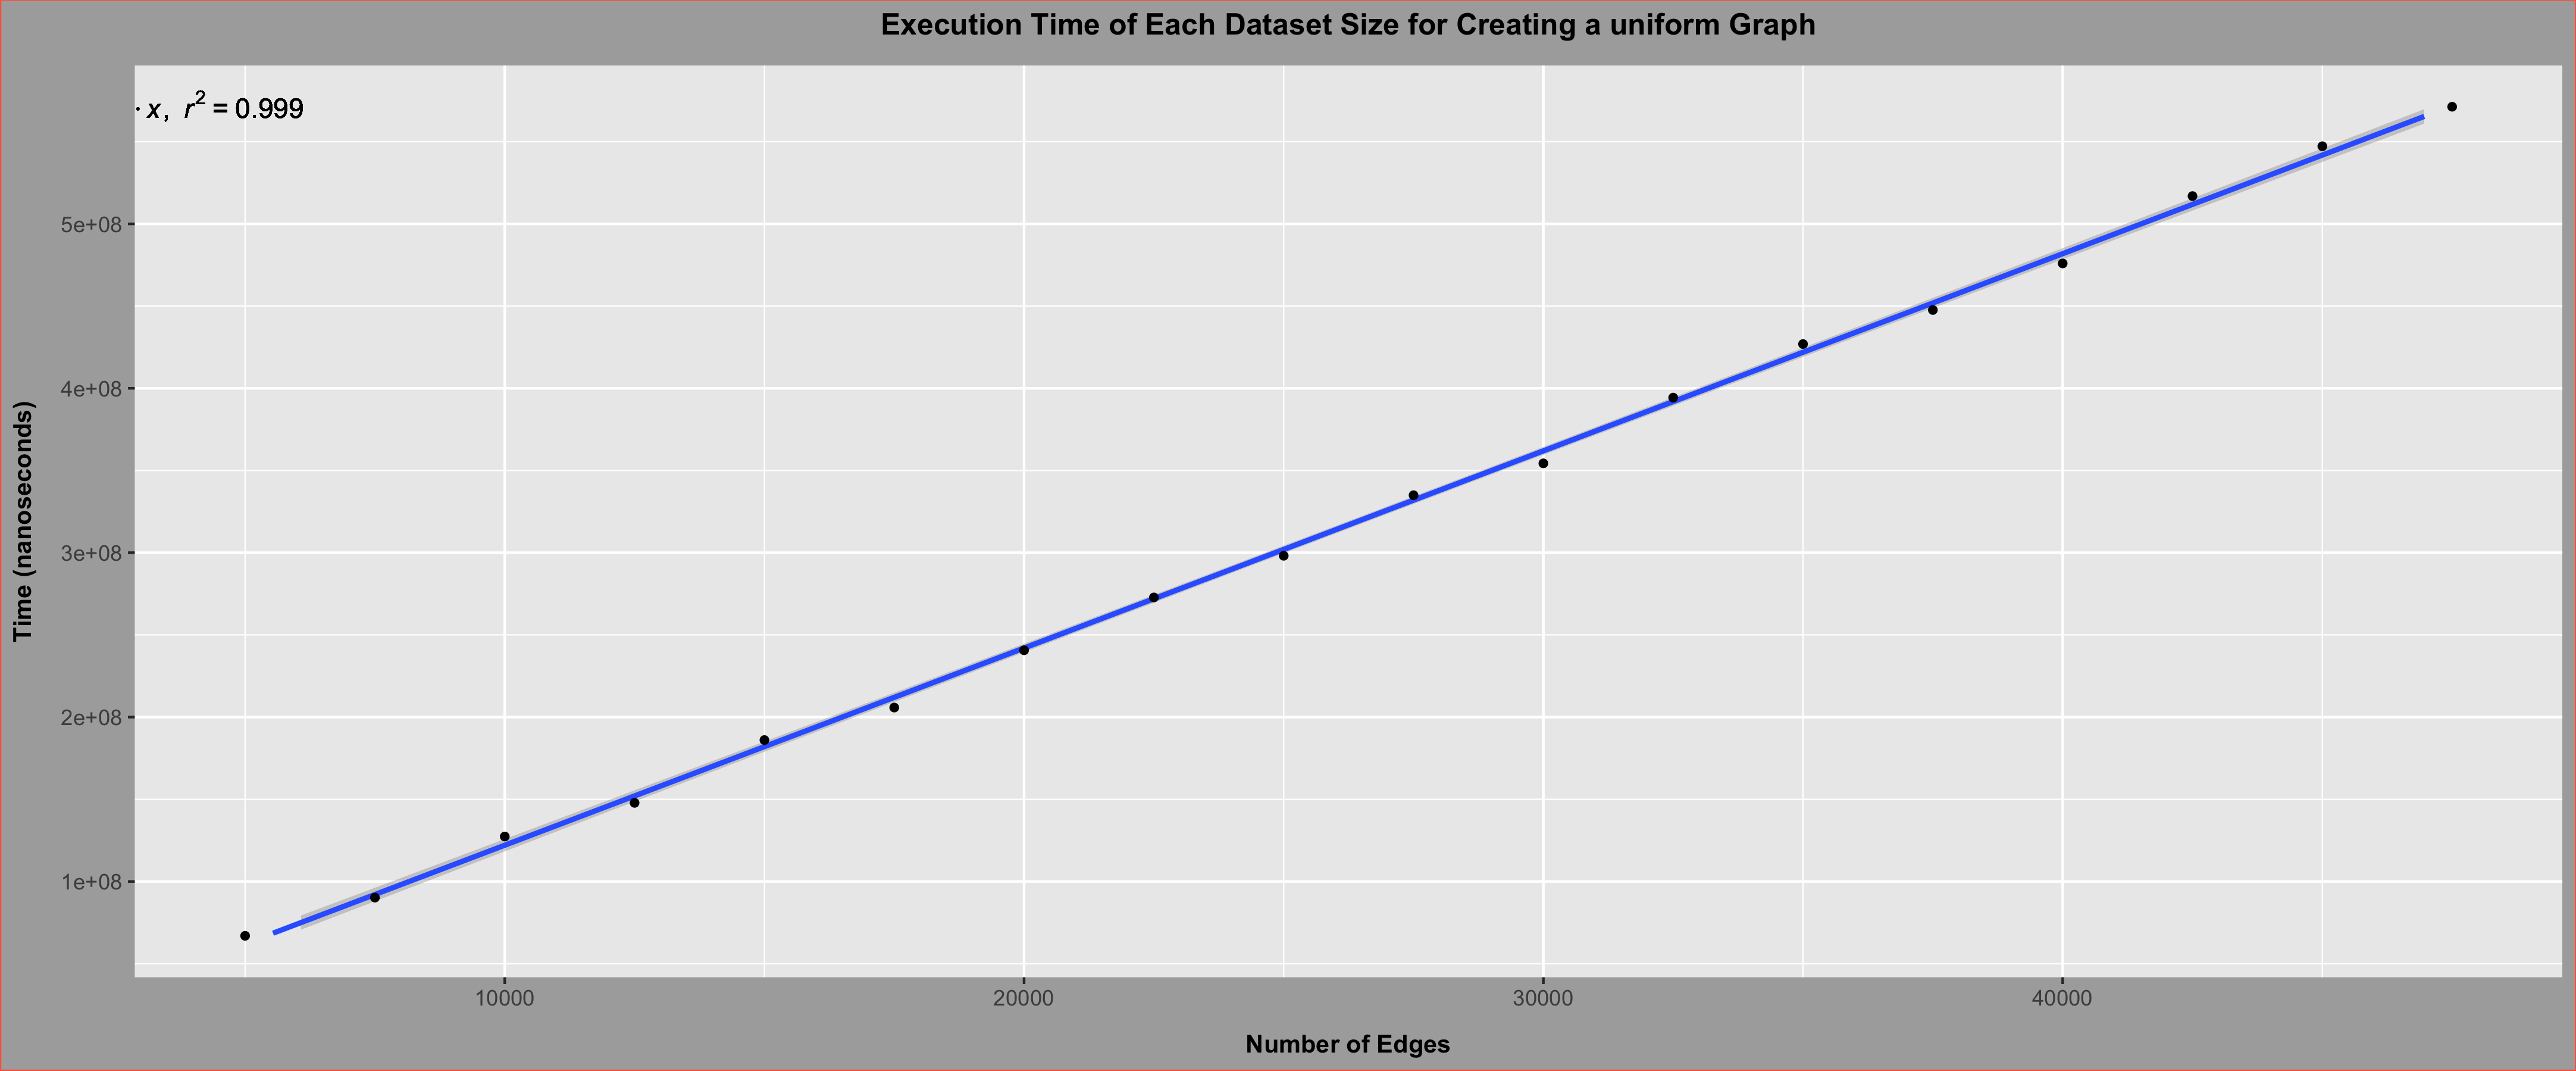 Execution Time of Each Dataset Size for Creating a uniform Graph
· x, r² = 0.999
5e+08
4e+08
3e+08
2e+08
1e+08
Time (nanoseconds)
10000 20000 30000 40000
Number of Edges